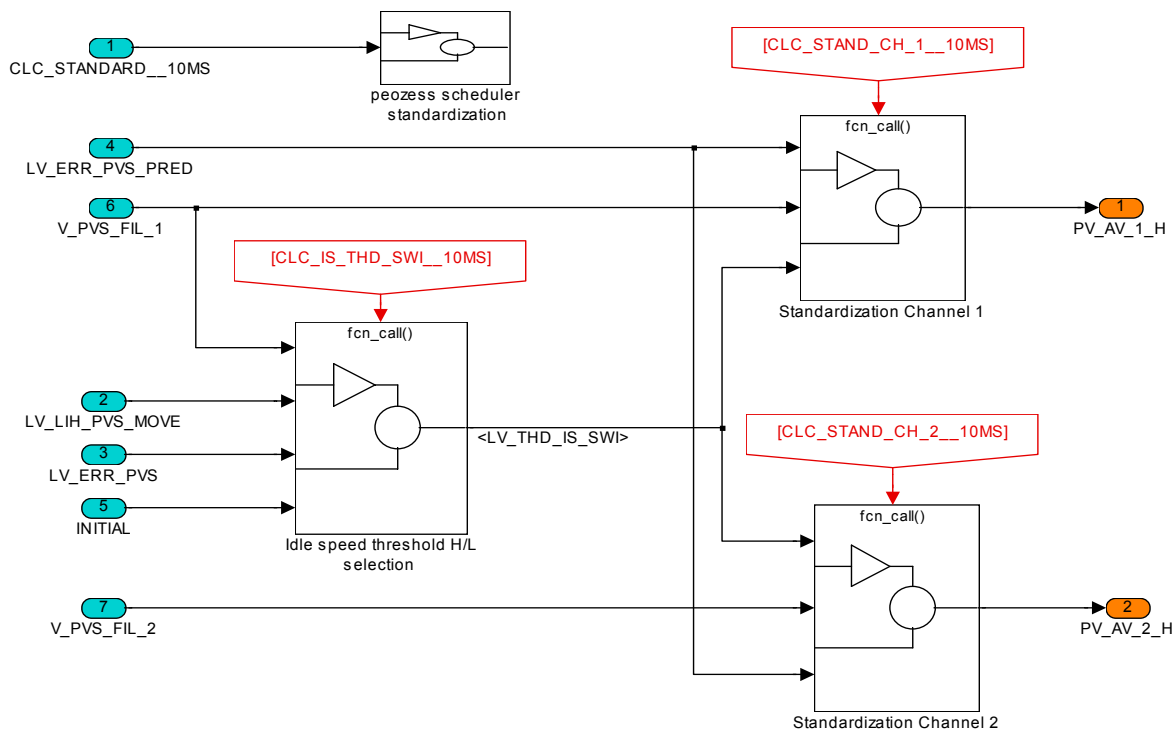 1
CLC_STANDARD__10MS
peozess scheduler
standardization
[CLC_STAND_CH_1__10MS]
fcn_call()
4
LV_ERR_PVS_PRED
6
V_PVS_FIL_1
1
PV_AV_1_H
Standardization Channel 1
[CLC_IS_THD_SWI__10MS]
fcn_call()
2
LV_LIH_PVS_MOVE
3
LV_ERR_PVS
5
INITIAL
<LV_THD_IS_SWI>
Idle speed threshold H/L
selection
[CLC_STAND_CH_2__10MS]
fcn_call()
7
V_PVS_FIL_2
2
PV_AV_2_H
Standardization Channel 2